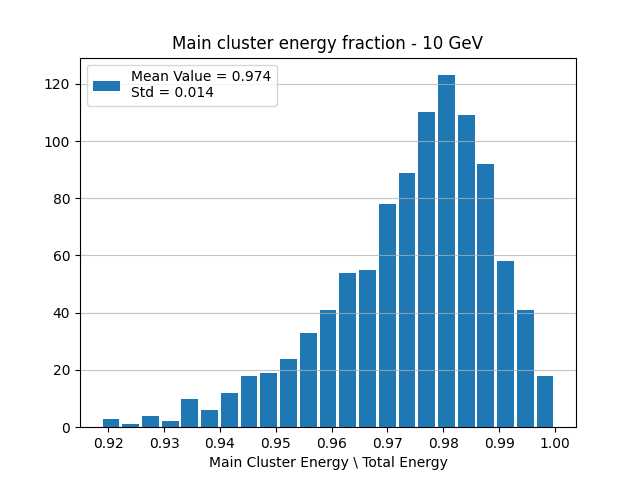 Main cluster energy fraction - 10 GeV
Mean Value = 0.974
Std = 0.014
120
100
80
60
40
20
0
0.92 0.93 0.94 0.95 0.96 0.97 0.98 0.99 1.00
Main Cluster Energy \ Total Energy